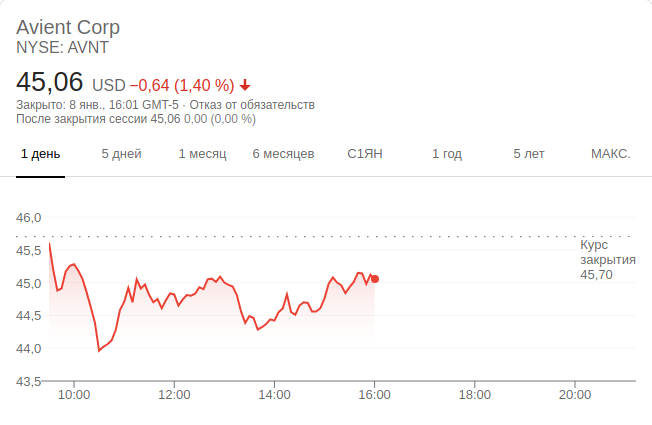 Avient Corp
NYSE: AVNT
45,06 USD −0,64 (1,40 %)
Закрыто: 8 янв., 16:01 GMT-5 · Отказ от обязательств
После закрытия сессии 45,06 0,00 (0,00 %)
1 день 5 дней 1 месяц 6 месяцев С1ЯН 1 год 5 лет МАКС.
46,0
45,5
45,0
44,5
44,0
43,5
Курс
закрытия
45,70
10:00 12:00 14:00 16:00 18:00 20:00